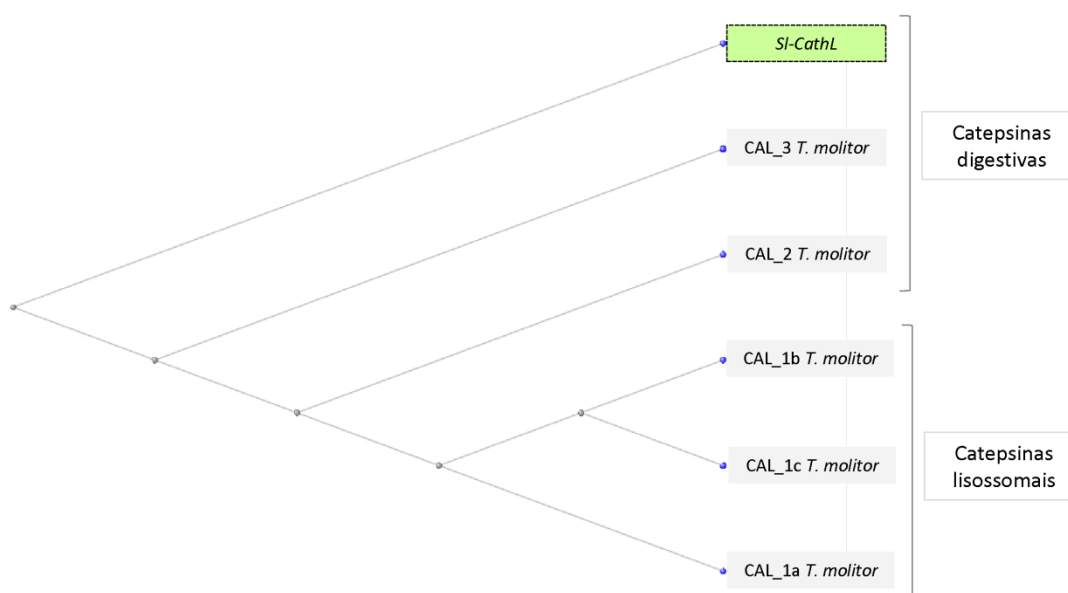 Sl-CathL
CAL_3 T. molitor
Catepsinas
digestivas
CAL_2 T. molitor
CAL_1b T. molitor
CAL_1c T. molitor
Catepsinas
lisossomais
CAL_1a T. molitor